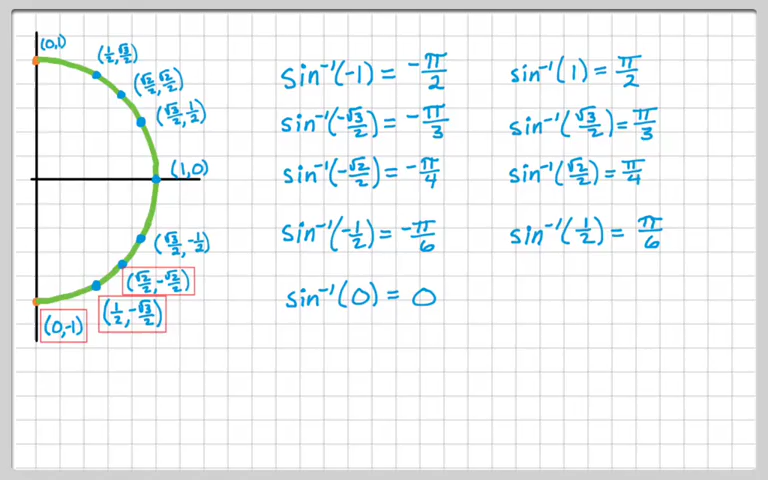 (0,1)
(1/2, √3/2)
(√2/2, √2/2)
(√3/2, 1/2)
(1,0)
(√3/2, -1/2)
(√2/2, -√2/2)
(1/2, -√3/2)
(0,-1)
sin⁻¹(-1) = -π/2
sin⁻¹(-√3/2) = -π/3
sin⁻¹(-√2/2) = -π/4
sin⁻¹(-1/2) = -π/6
sin⁻¹(0) = 0
sin⁻¹(1) = π/2
sin⁻¹(√3/2) = π/3
sin⁻¹(√2/2) = π/4
sin⁻¹(1/2) = π/6